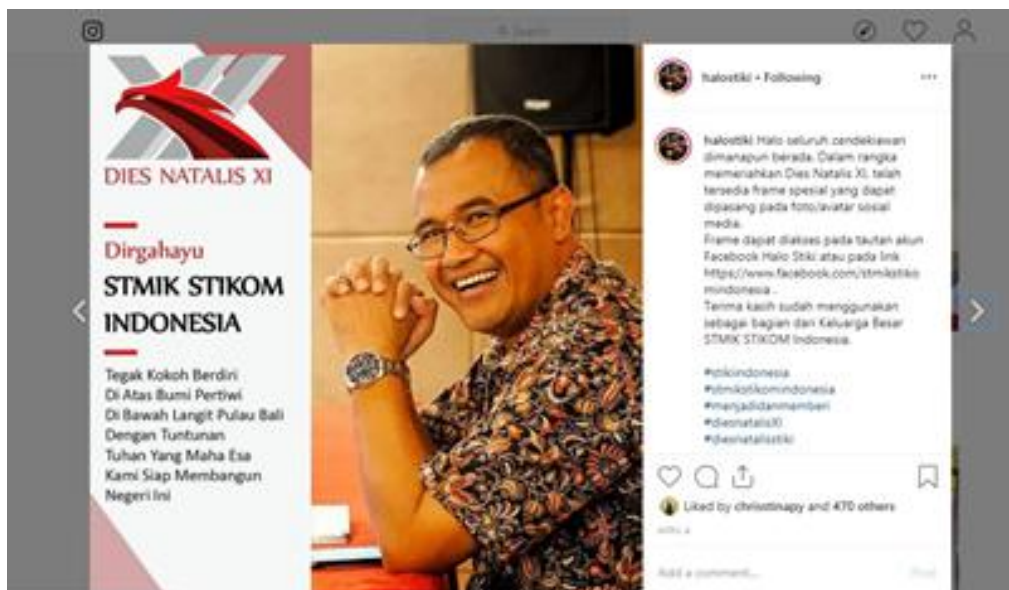 Search
DIES NATALIS XI
Dirgahayu
STMIK STIKOM
INDONESIA
Tegak Kokoh Berdiri
Di Atas Bumi Pertiwi
Di Bawah Langit Pulau Bali
Dengan Tuntunan
Tuhan Yang Maha Esa
Kami Siap Membangun
Negeri Ini
halostiki • Following
halostiki Halo seluruh cendekiawan
dimanapun berada. Dalam rangka
memeriahkan Dies Natalis XI, telah
tersedia frame spesial yang dapat
dipasang pada foto/avatar sosial
media.
Frame dapat diakses pada tautan akun
Facebook Halo Stiki atau pada link
https://www.facebook.com/stmikstiko
mindonesia .
Terima kasih sudah menggunakan
sebagai bagian dari Keluarga Besar
STMIK STIKOM Indonesia.
#stikiindonesia
#stmikstikomindonesia
#menjadidanmemberi
#diesnatalisXI
#diesnatalisstiki
Liked by chrisstinapy and 470 others
Add a comment...
Post